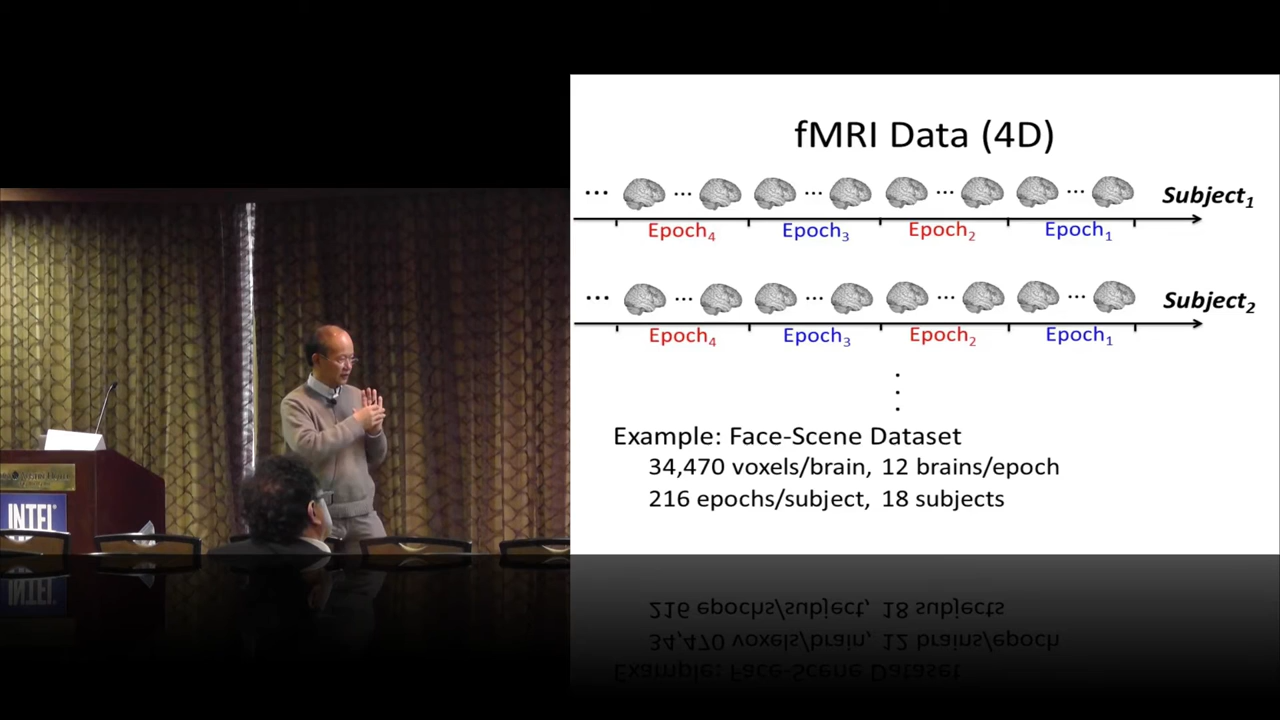 fMRI Data (4D)
... ... ... ... ... Subject1
Epoch4 Epoch3 Epoch2 Epoch1
... ... ... ... ... Subject2
Epoch4 Epoch3 Epoch2 Epoch1
Example: Face-Scene Dataset
34,470 voxels/brain, 12 brains/epoch
216 epochs/subject, 18 subjects
INTEL